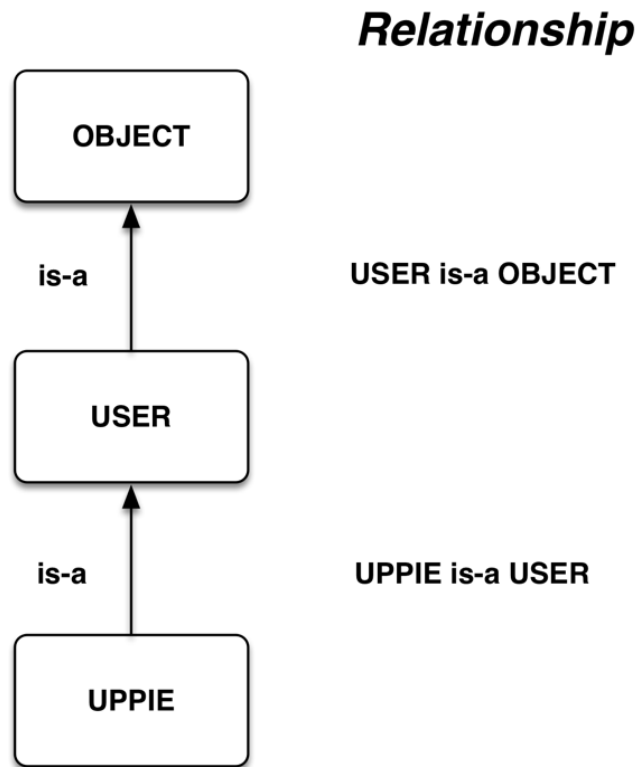 Relationship
OBJECT
is-a
USER is-a OBJECT
USER
is-a
UPPIE is-a USER
UPPIE